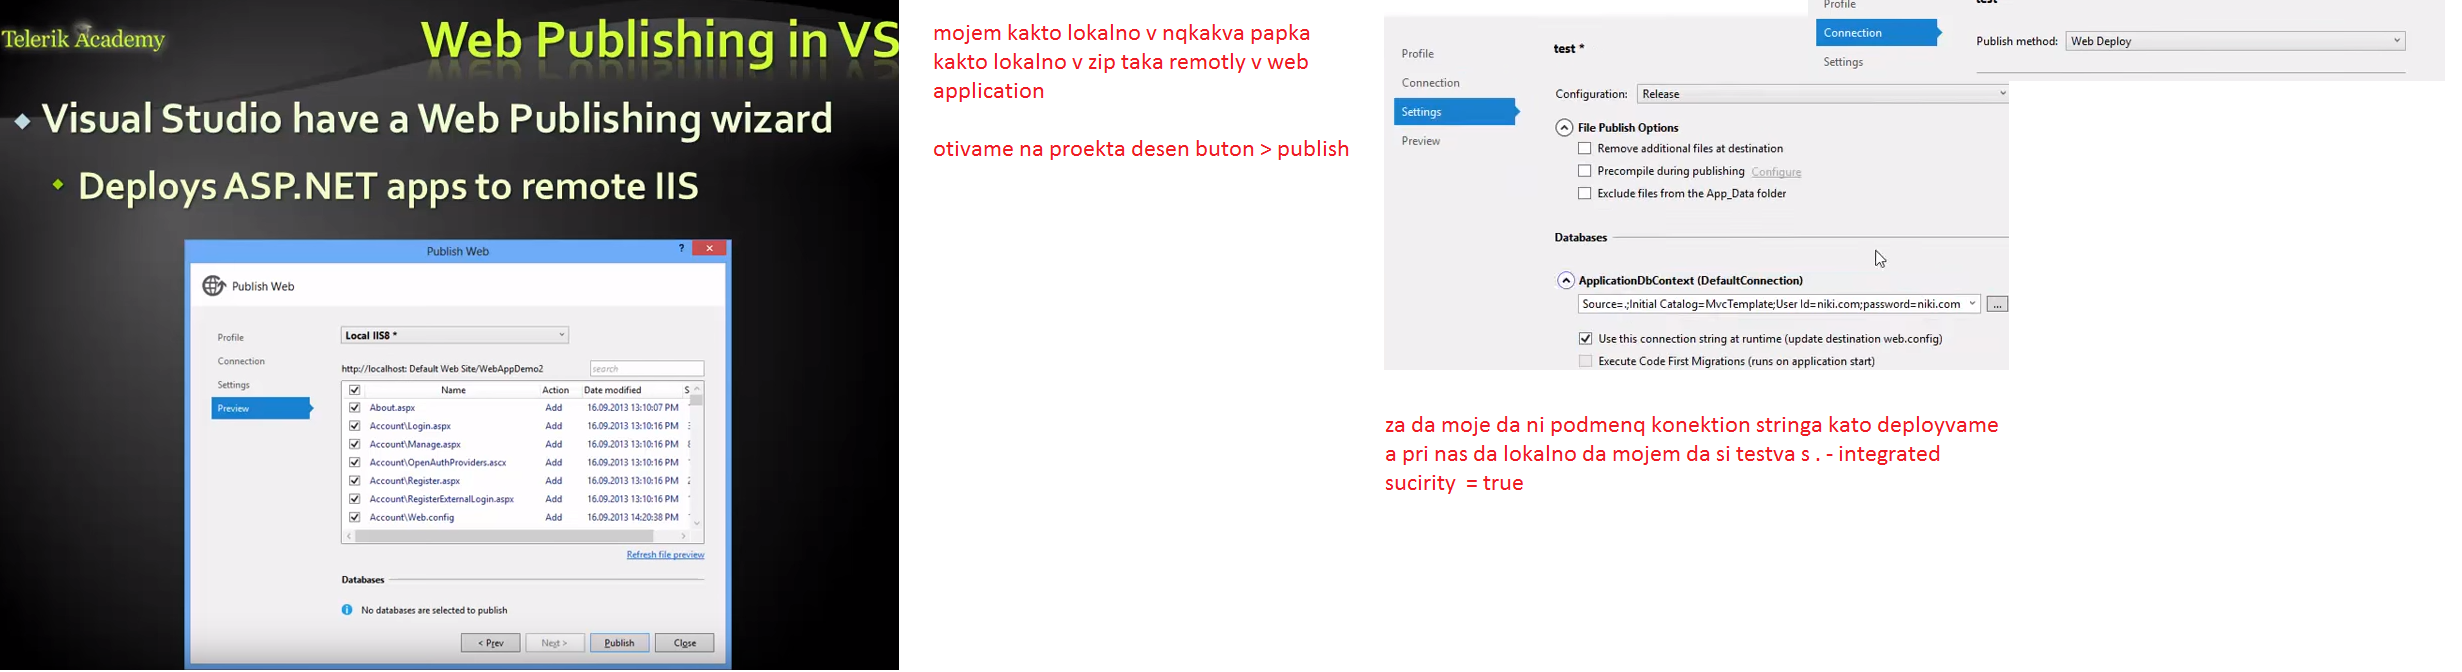 Telerik Academy
Web Publishing in VS
Visual Studio have a Web Publishing wizard
Deploys ASP.NET apps to remote IIS
Publish Web
?
Publish Web
Profile
Connection
Settings
Preview
Local IIS8 *
http://localhost: Default Web Site/WebAppDemo2
search
Name Action Date modified S
About.aspx Add 16.09.2013 13:10:07 PM
Account\Login.aspx Add 16.09.2013 13:10:16 PM
Account\Manage.aspx Add 16.09.2013 13:10:16 PM
Account\OpenAuthProviders.ascx Add 16.09.2013 13:10:16 PM
Account\Register.aspx Add 16.09.2013 13:10:16 PM
Account\RegisterExternalLogin.aspx Add 16.09.2013 13:10:16 PM
Account\Web.config Add 16.09.2013 14:20:38 PM
Refresh file preview
Databases
No databases are selected to publish
< Prev Next > Publish Close
mojem kakto lokalno v nqkakva papka
kakto lokalno v zip taka remotly v web
application
otivame na proekta desen buton > publish
Profile
Connection
Settings
Preview
test *
Configuration: Release
File Publish Options
Remove additional files at destination
Precompile during publishing Configure
Exclude files from the App_Data folder
Databases
ApplicationDbContext (DefaultConnection)
Source=.;Initial Catalog=MvcTemplate;User Id=niki.com;password=niki.com ...
Use this connection string at runtime (update destination web.config)
Execute Code First Migrations (runs on application start)
Profile
Connection
Settings
test
Publish method: Web Deploy
za da moje da ni podmenq konektion stringa kato deployvame
a pri nas da lokalno da mojem da si testva s . - integrated
sucirity = true